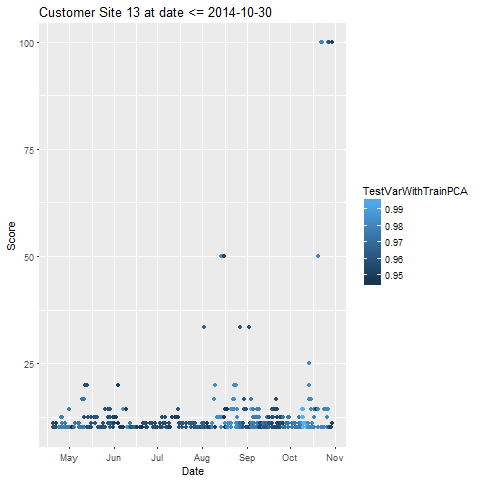 Customer Site 13 at date <= 2014-10-30
100
75
50
25
Score
May Jun Jul Aug Sep Oct Nov
Date
TestVarWithTrainPCA
0.99
0.98
0.97
0.96
0.95